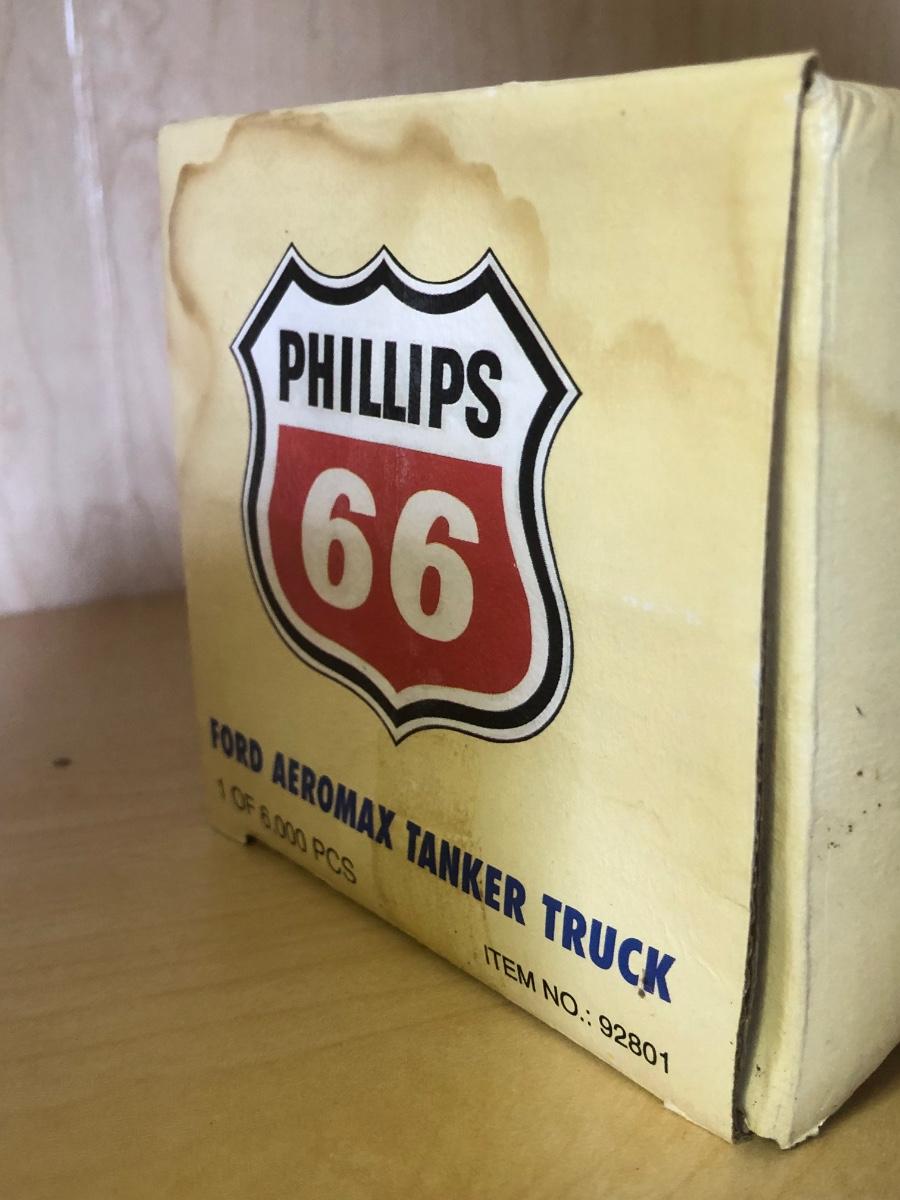 PHILLIPS
66
FORD AEROMAX TANKER TRUCK
1 OF 6.000 PCS
ITEM NO.: 92801